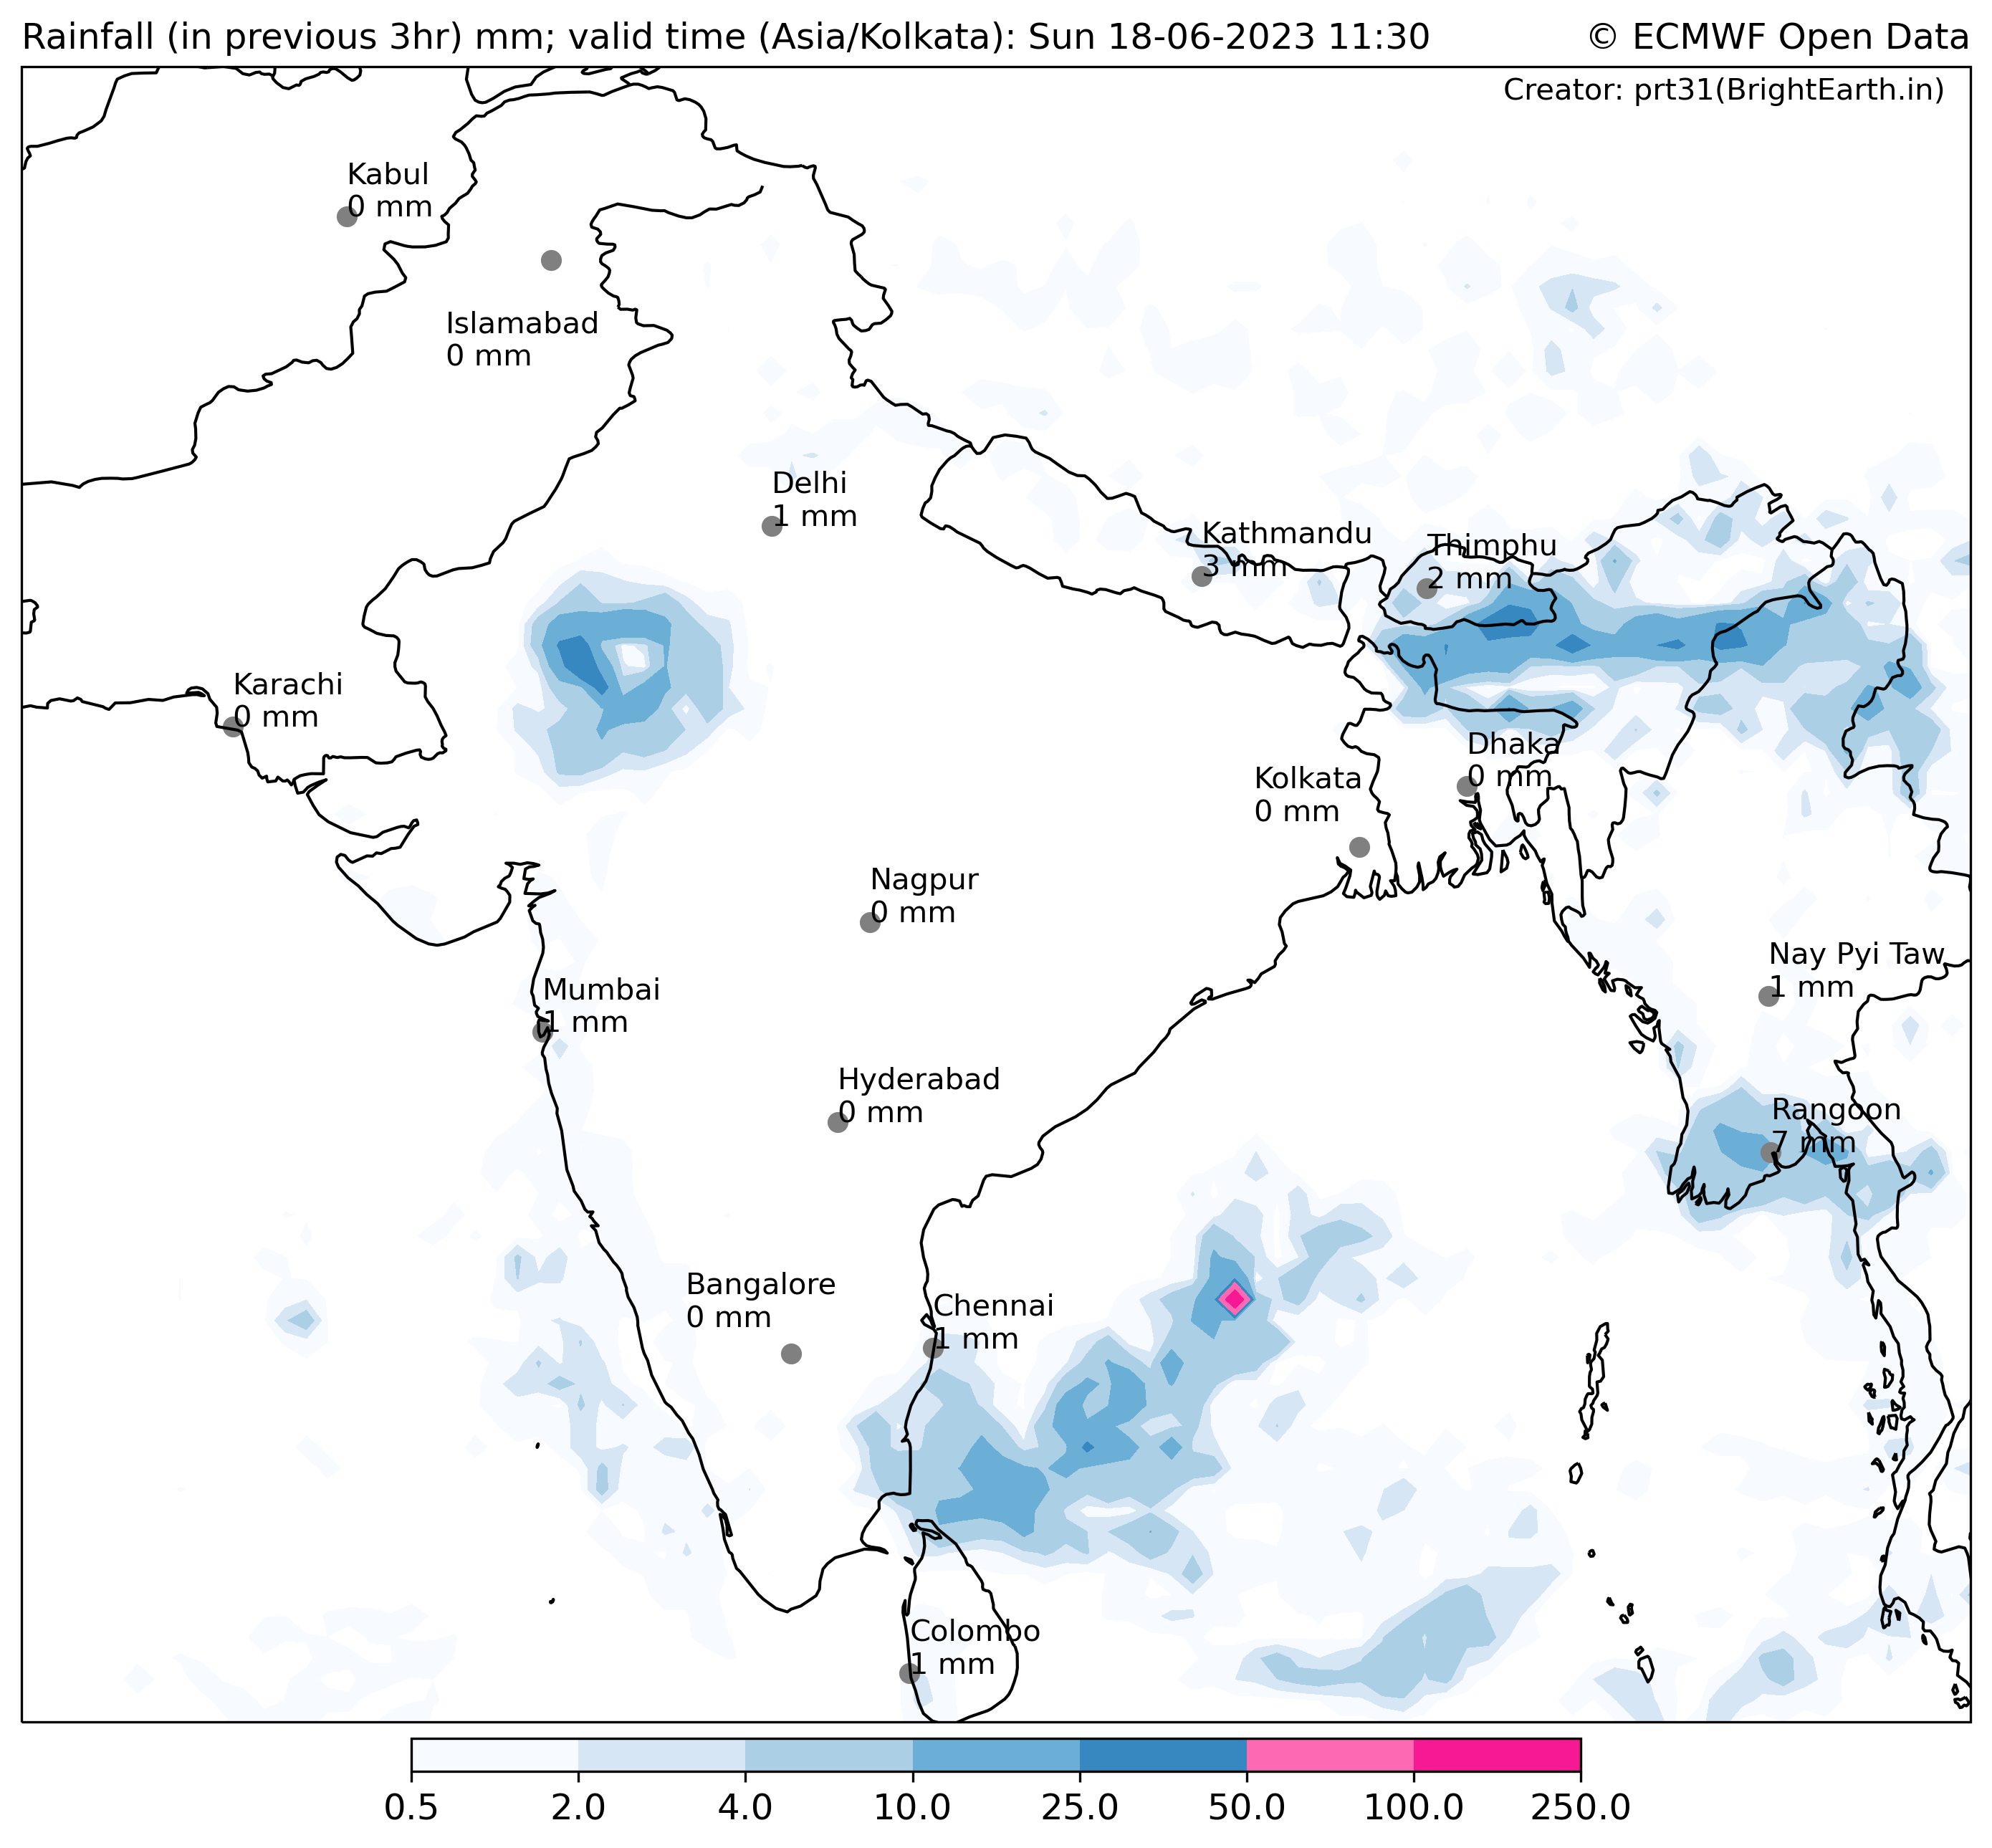 Rainfall (in previous 3hr) mm; valid time (Asia/Kolkata): Sun 18-06-2023 11:30
© ECMWF Open Data
Creator: prt31(BrightEarth.in)
Kabul
0 mm
Islamabad
0 mm
Delhi
1 mm
Kathmandu
3 mm
Thimphu
2 mm
Karachi
0 mm
Dhaka
0 mm
Kolkata
0 mm
Nagpur
0 mm
Nay Pyi Taw
1 mm
Mumbai
1 mm
Hyderabad
0 mm
Rangoon
7 mm
Bangalore
0 mm
Chennai
1 mm
Colombo
1 mm
0.5 2.0 4.0 10.0 25.0 50.0 100.0 250.0